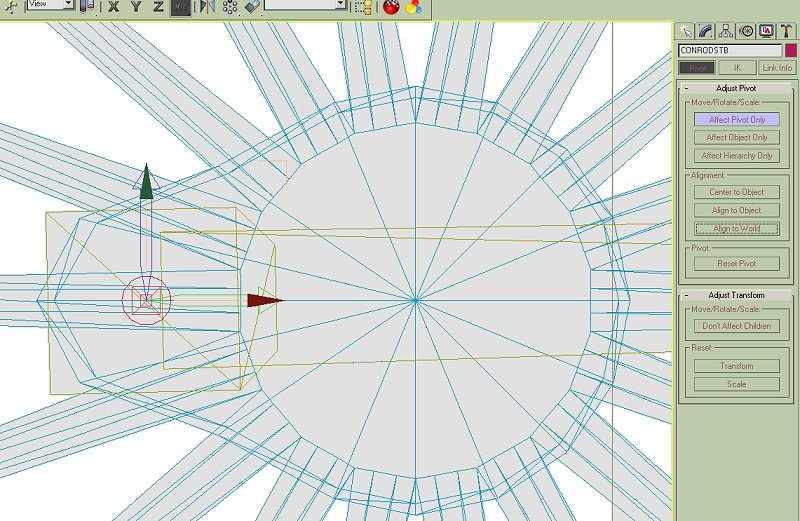 View
X Y Z
CONRODSTB
Pivot IK Link Info
- Adjust Pivot
Move/Rotate/Scale:
Affect Pivot Only
Affect Object Only
Affect Hierarchy Only
Alignment:
Center to Object
Align to Object
Align to World
Pivot:
Reset Pivot
- Adjust Transform
Move/Rotate/Scale:
Don't Affect Children
Reset:
Transform
Scale